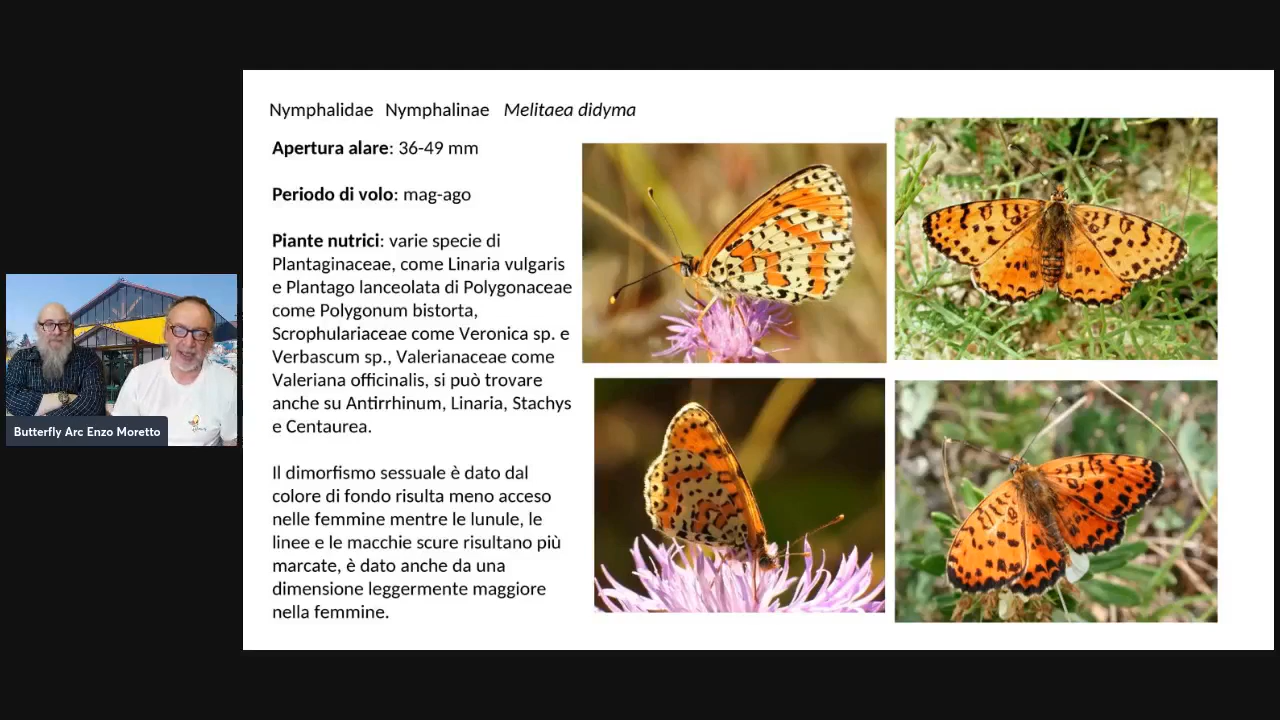 Nymphalidae Nymphalinae Melitaea didyma
Apertura alare: 36-49 mm
Periodo di volo: mag-ago
Piante nutrici: varie specie di
Plantaginaceae, come Linaria vulgaris
e Plantago lanceolata di Polygonaceae
come Polygonum bistorta,
Scrophulariaceae come Veronica sp. e
Verbascum sp., Valerianaceae come
Valeriana officinalis, si può trovare
anche su Antirrhinum, Linaria, Stachys
e Centaurea.
Il dimorfismo sessuale è dato dal
colore di fondo risulta meno acceso
nelle femmine mentre le lunule, le
linee e le macchie scure risultano più
marcate, è dato anche da una
dimensione leggermente maggiore
nella femmine.
Butterfly Arc Enzo Moretto